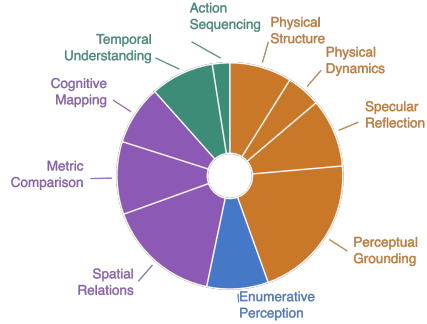 Action
Sequencing
Physical
Structure
Physical
Dynamics
Specular
Reflection
Perceptual
Grounding
Enumerative
Perception
Spatial
Relations
Metric
Comparison
Cognitive
Mapping
Temporal
Understanding